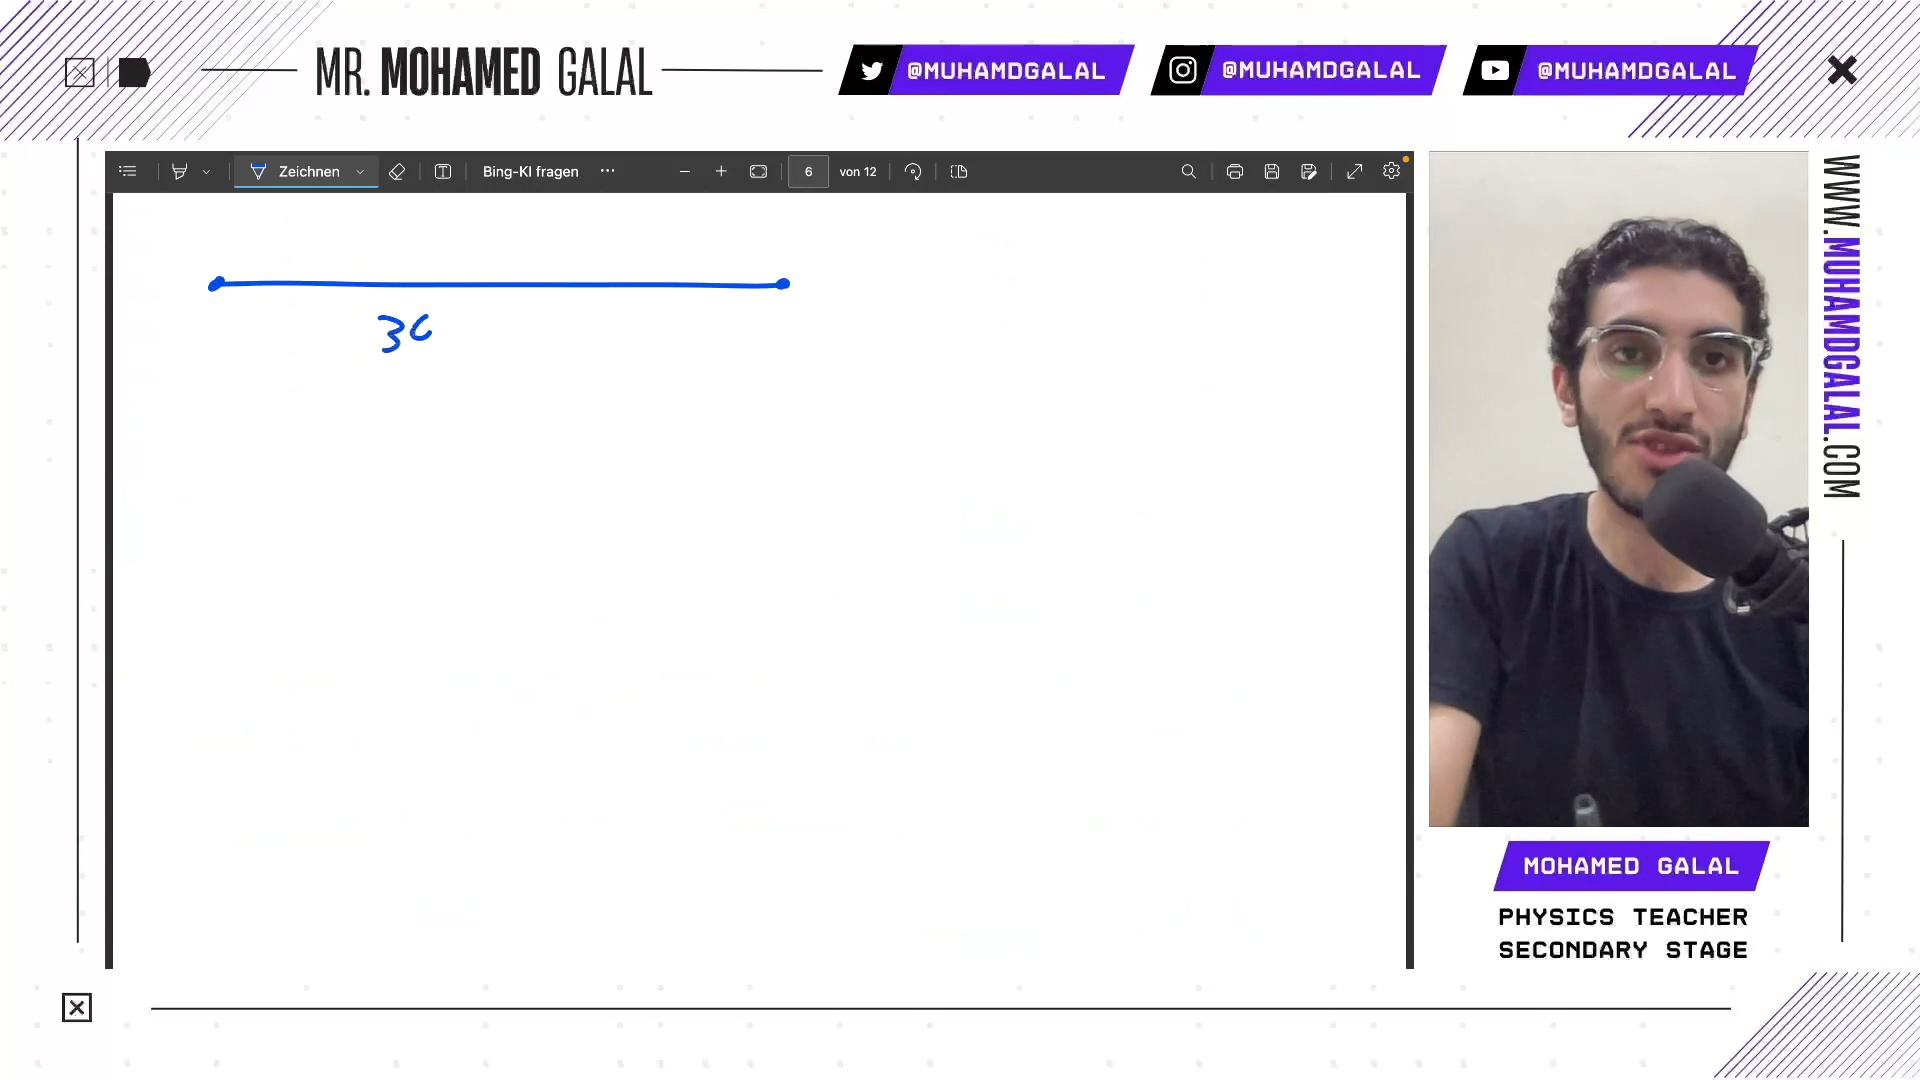 MR. MOHAMED GALAL
@MUHAMDGALAL
@MUHAMDGALAL
@MUHAMDGALAL
Zeichnen
Bing-KI fragen
6 von 12
30
WWW.MUHAMDGALAL.COM
MOHAMED GALAL
PHYSICS TEACHER
SECONDARY STAGE